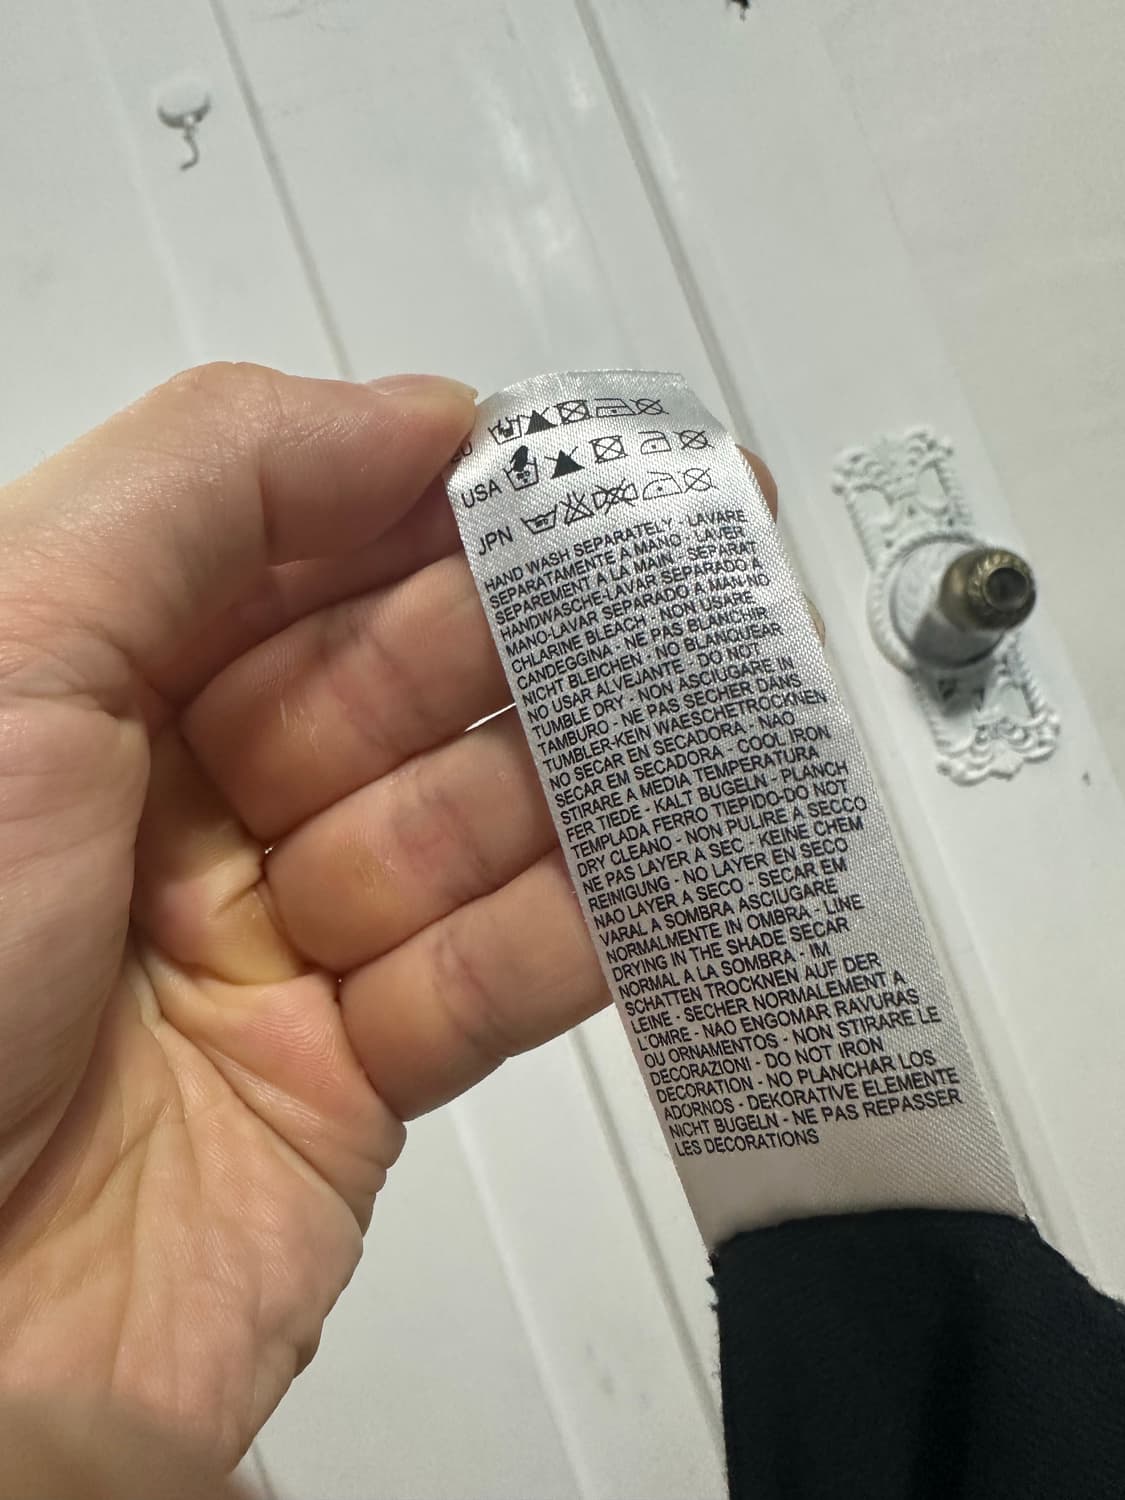 EU
USA
JPN
HAND WASH SEPARATELY - LAVARE
SEPARATAMENTE A MANO - LAVER
SEPAREMENT A LA MAIN - SEPARAT
HANDWASCHE-LAVAR SEPARADO A
MANO-LAVAR SEPARADO A MAN-NO
CHLARINE BLEACH - NON USARE
CANDEGGINA - NE PAS BLANCHIR
NICHT BLEICHEN - NO BLANQUEAR
NO USAR ALVEJANTE - DO NOT
TUMBLE DRY - NON ASCIUGARE IN
TAMBURO - NE PAS SECHER DANS
TUMBLER-KEIN WAESCHETROCKNEN
NO SECAR EN SECADORA - NAO
SECAR EM SECADORA - COOL IRON
STIRARE A MEDIA TEMPERATURA
FER TIEDE - KALT BUGELN - PLANCH
TEMPLADA FERRO TIEPIDO-DO NOT
DRY CLEANO - NON PULIRE A SECCO
NE PAS LAYER A SEC - KEINE CHEM
REINIGUNG - NO LAYER EN SECO
NAO LAYER A SECO - SECAR EM
VARAL A SOMBRA ASCIUGARE
NORMALMENTE IN OMBRA - LINE
DRYING IN THE SHADE SECAR
NORMAL A LA SOMBRA - IM
SCHATTEN TROCKNEN AUF DER
LEINE - SECHER NORMALEMENT A
L'OMRE - NAO ENGOMAR RAVURAS
OU ORNAMENTOS - NON STIRARE LE
DECORAZIONI - DO NOT IRON
DECORATION - NO PLANCHAR LOS
ADORNOS - DEKORATIVE ELEMENTE
NICHT BUGELN - NE PAS REPASSER
LES DECORATIONS